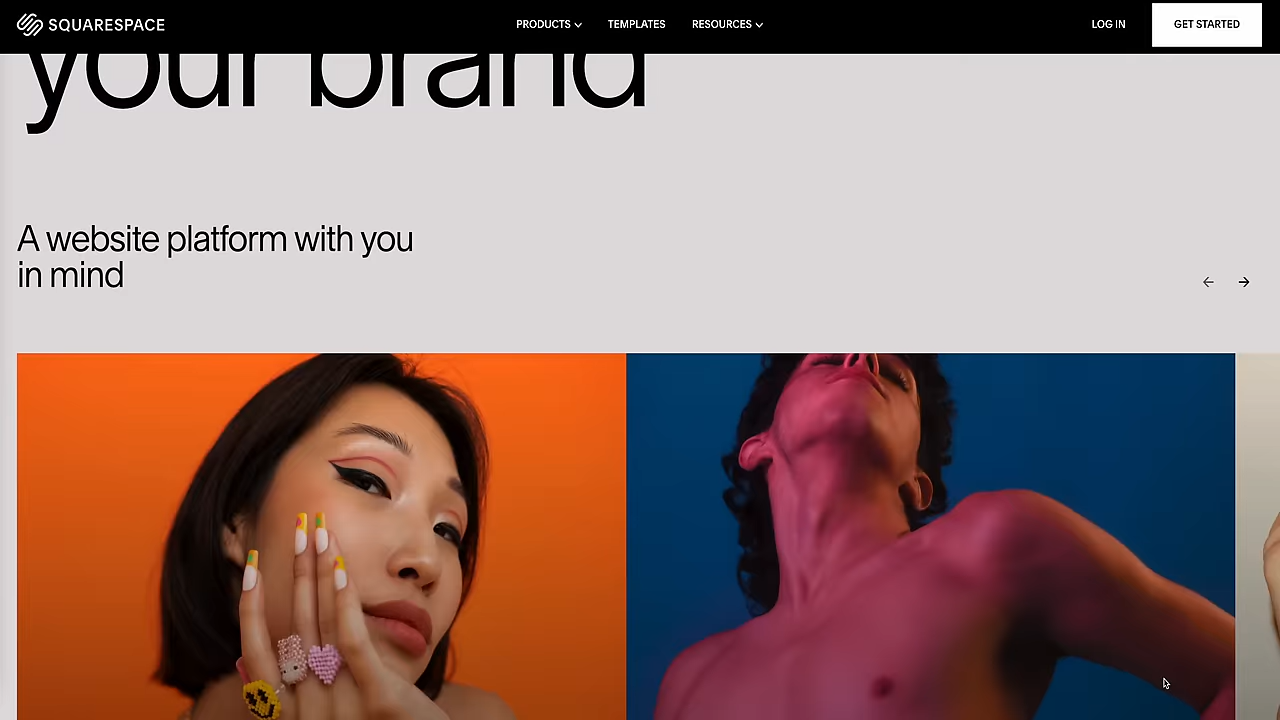 SQUARESPACE
PRODUCTS
TEMPLATES
RESOURCES
LOG IN
GET STARTED
your brand
A website platform with you
in mind